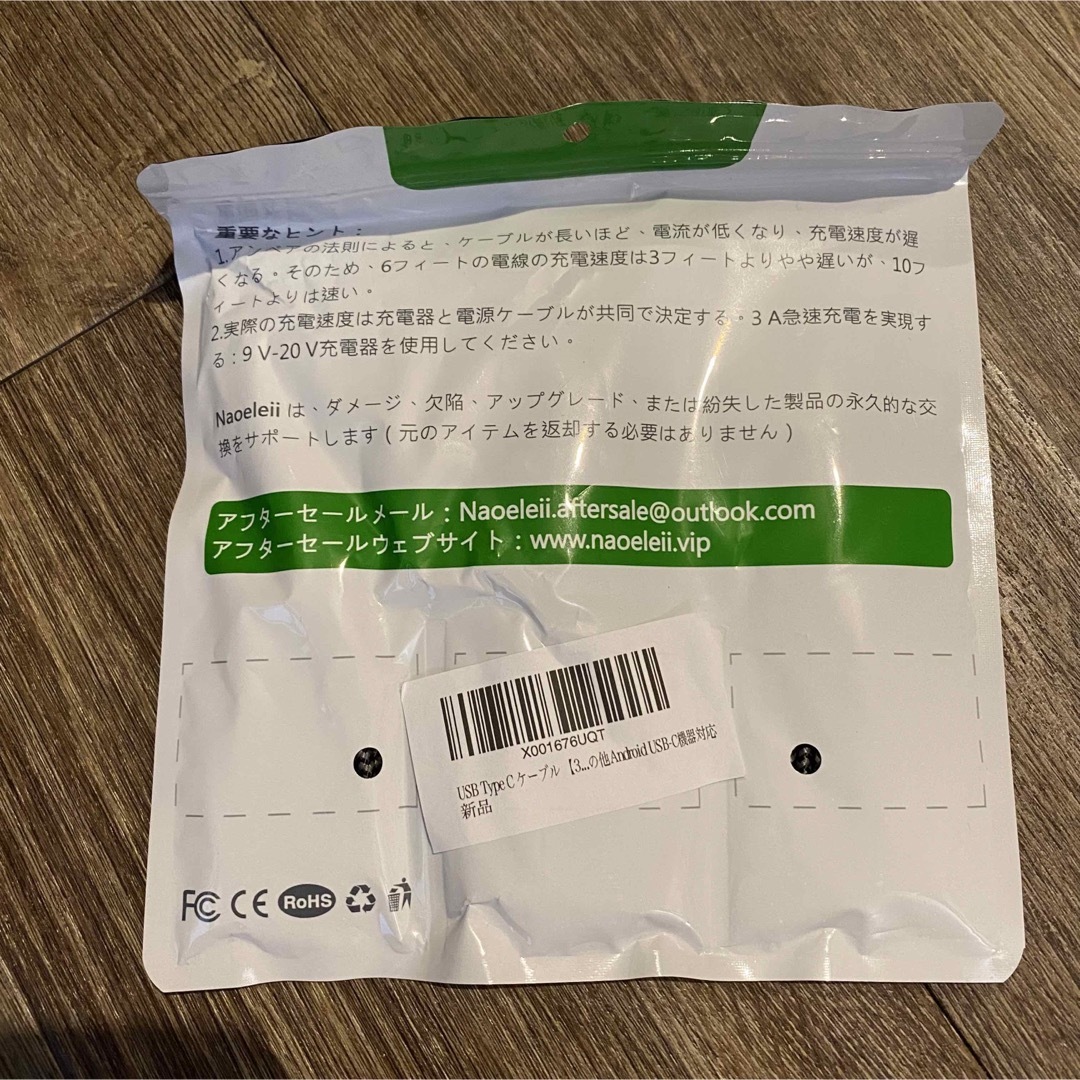 重要なヒント：
1.アンペアの法則によると、ケーブルが長いほど、電流が低くなり、充電速度が遅
くなる。そのため、6フィートの電線の充電速度は3フィートよりやや遅いが、10フ
ィートよりは速い。
2.実際の充電速度は充電器と電源ケーブルが共同で決定する。3 A急速充電を実現す
る：9 V-20 V充電器を使用してください。
Naoeleii は、ダメージ、欠陥、アップグレード、または紛失した製品の永久的な交
換をサポートします ( 元のアイテムを返却する必要はありません )
アフターセールメール：Naoeleii.aftersale@outlook.com
アフターセールウェブサイト：www.naoeleii.vip
X001676UQT
USB Type C ケーブル 【3...の他Android USB-C機器対応
新品
FC CE RoHS